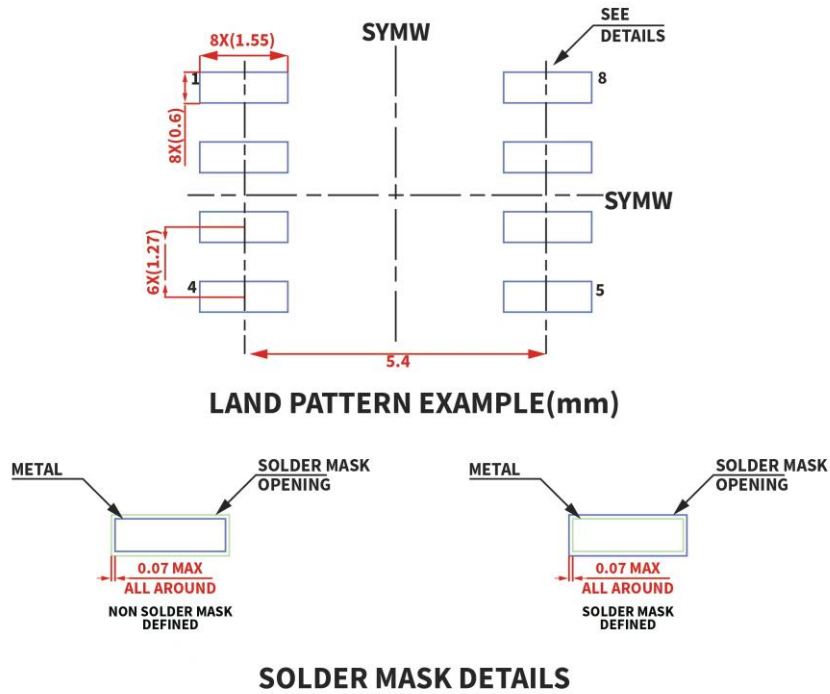 8X(1.55)
SYMW
SEE
DETAILS
1
8
8X(0.6)
SYMW
6X(1.27)
4
5
5.4
LAND PATTERN EXAMPLE(mm)
METAL
SOLDER MASK
OPENING
0.07 MAX
ALL AROUND
NON SOLDER MASK
DEFINED
METAL
SOLDER MASK
OPENING
0.07 MAX
ALL AROUND
SOLDER MASK
DEFINED
SOLDER MASK DETAILS